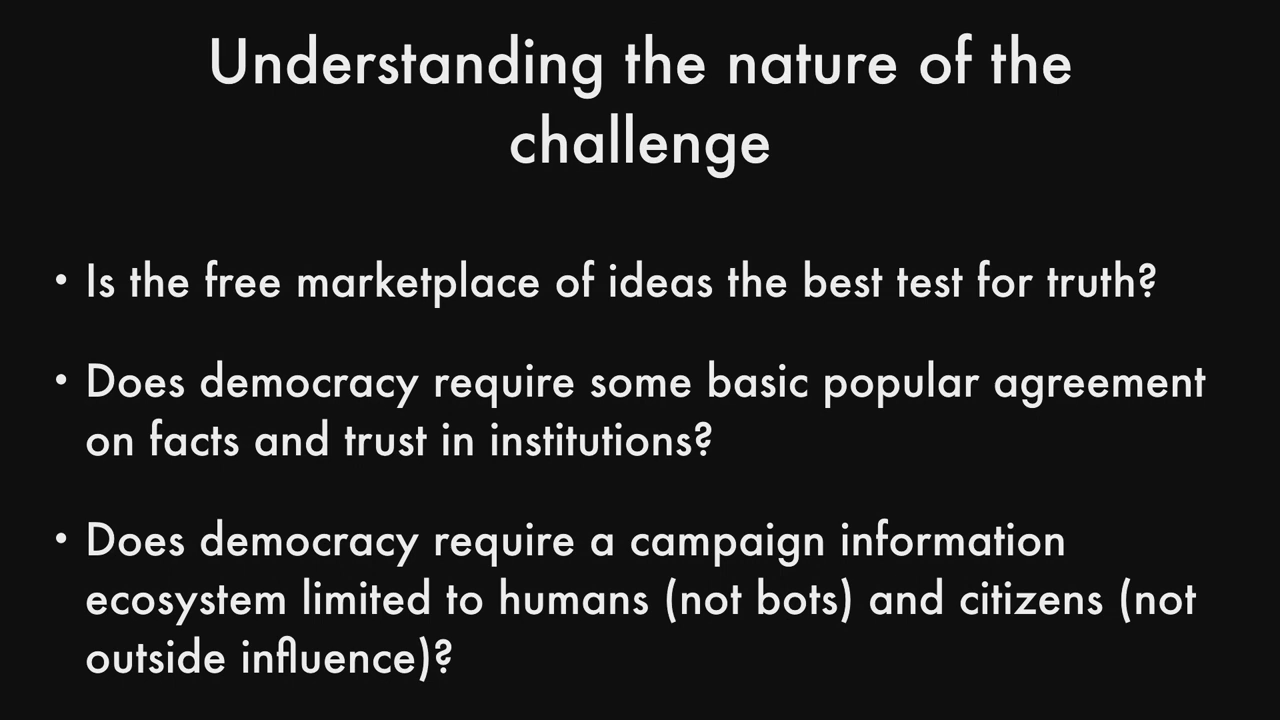 Understanding the nature of the
challenge
• Is the free marketplace of ideas the best test for truth?
• Does democracy require some basic popular agreement
on facts and trust in institutions?
• Does democracy require a campaign information
ecosystem limited to humans (not bots) and citizens (not
outside influence)?